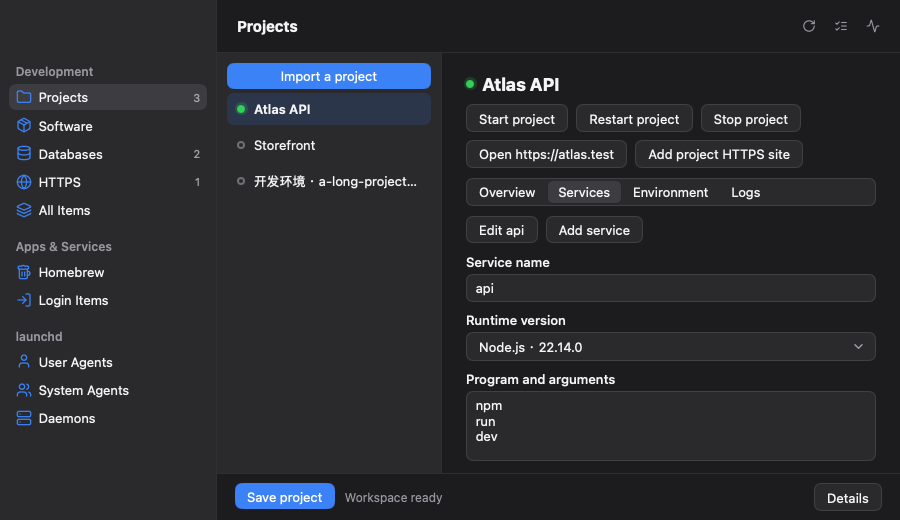 Projects
Development
Projects 3
Software
Databases 2
HTTPS 1
All Items
Apps & Services
Homebrew
Login Items
launchd
User Agents
System Agents
Daemons
Import a project
Atlas API
Storefront
开发环境 · a-long-project...
Atlas API
Start project Restart project Stop project
Open https://atlas.test Add project HTTPS site
Overview Services Environment Logs
Edit api Add service
Service name
api
Runtime version
Node.js · 22.14.0
Program and arguments
npm
run
dev
Save project Workspace ready Details